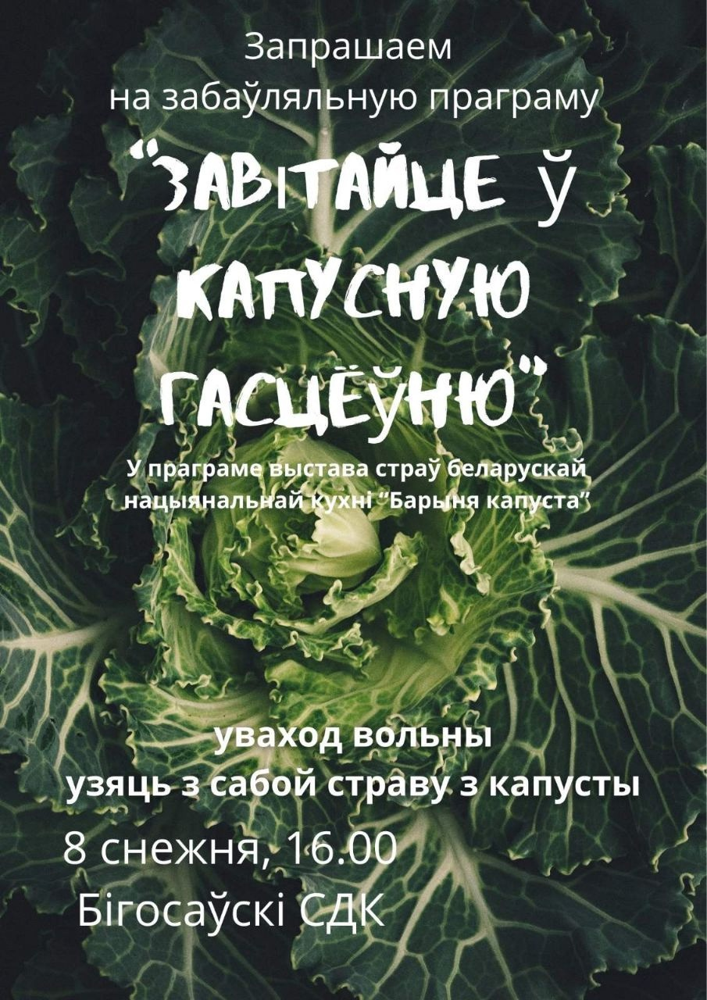 Запрашаем
на забаўляльную праграму
“ЗАВіТАЙЦЕ ў
КАПУСНУЮ
ГАСЦЁўНЮ”
У праграме выстава страў беларускай
нацыянальнай кухні “Барыня капуста”
уваход вольны
узяць з сабой страву з капусты
8 снежня, 16.00
Бігосаўскі СДК